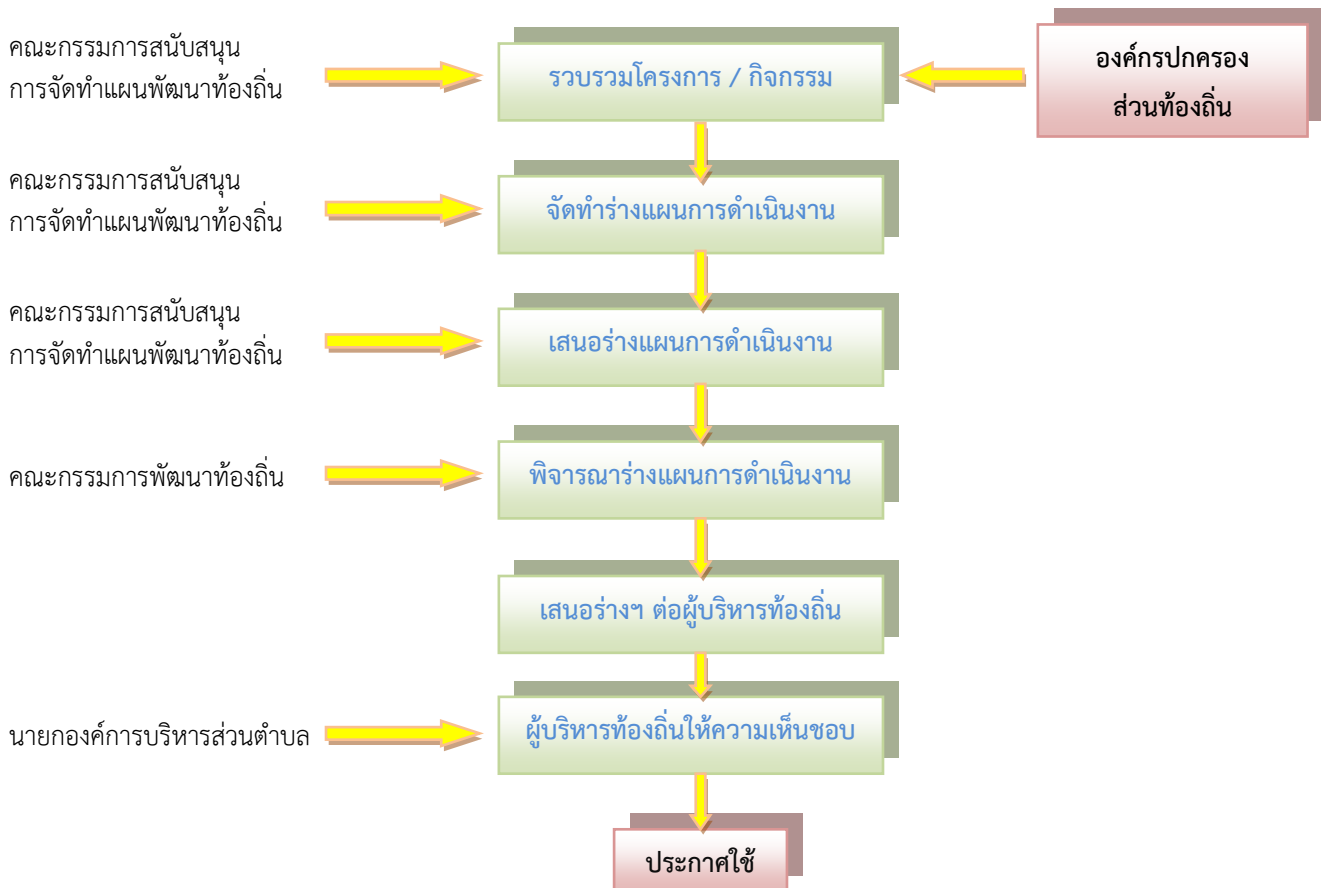 คณะกรรมการสนับสนุน
การจัดทำแผนพัฒนาท้องถิ่น
รวบรวมโครงการ / กิจกรรม
องค์กรปกครอง
ส่วนท้องถิ่น
คณะกรรมการสนับสนุน
การจัดทำแผนพัฒนาท้องถิ่น
จัดทำร่างแผนการดำเนินงาน
คณะกรรมการสนับสนุน
การจัดทำแผนพัฒนาท้องถิ่น
เสนอร่างแผนการดำเนินงาน
คณะกรรมการพัฒนาท้องถิ่น
พิจารณาร่างแผนการดำเนินงาน
เสนอร่างฯ ต่อผู้บริหารท้องถิ่น
นายกองค์การบริหารส่วนตำบล
ผู้บริหารท้องถิ่นให้ความเห็นชอบ
ประกาศใช้